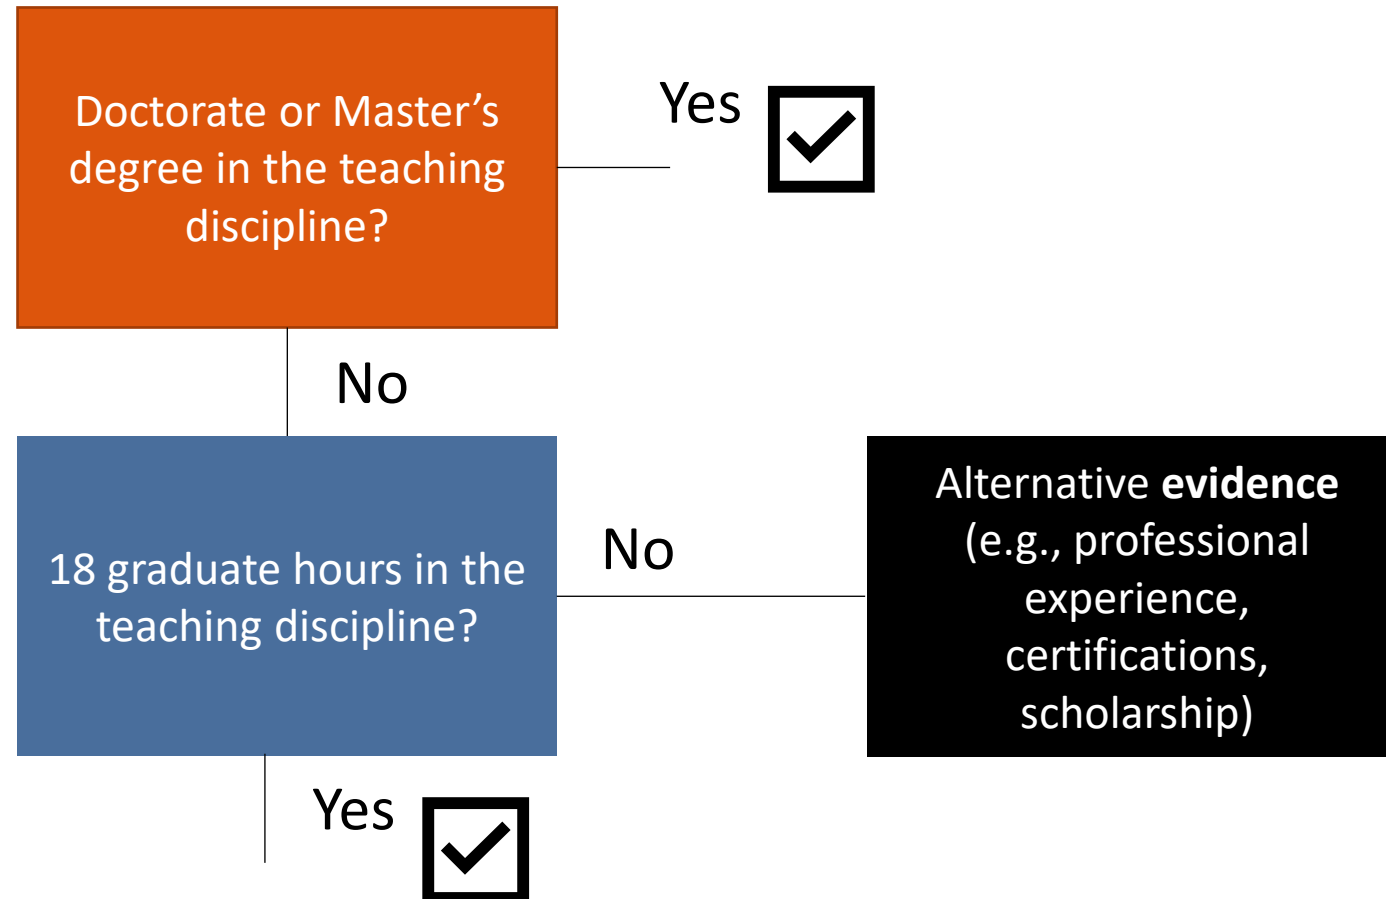 Doctorate or Master’s
degree in the teaching
discipline?
Yes
No
18 graduate hours in the
teaching discipline?
No
Alternative evidence
(e.g., professional
experience,
certifications,
scholarship)
Yes